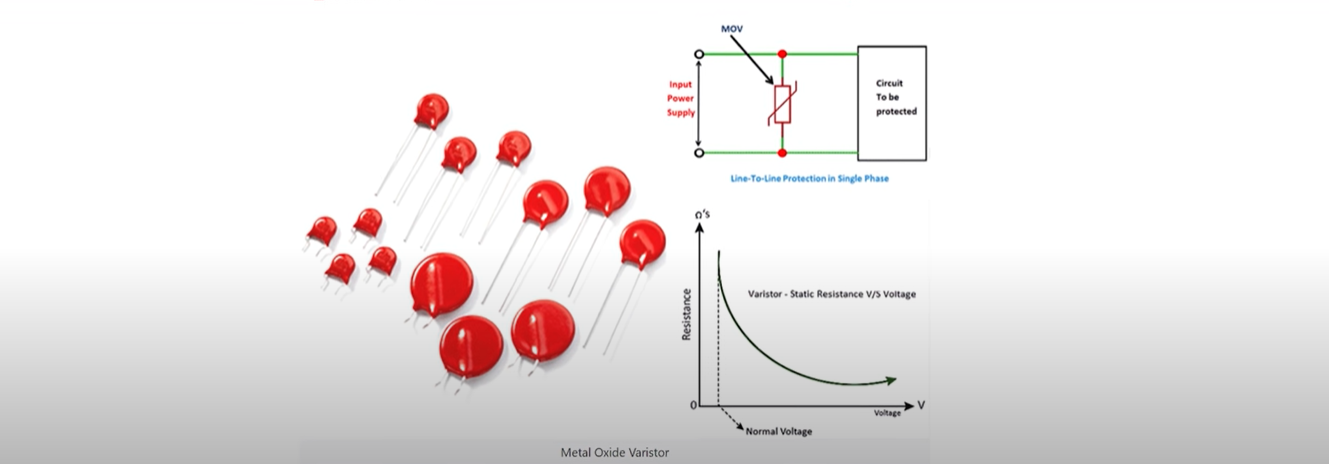 MOV
Input
Power
Supply
Circuit
To be
protected
Line-To-Line Protection in Single Phase
Ω's
Resistance
Varistor - Static Resistance V/S Voltage
0
Voltage
V
Normal Voltage
Metal Oxide Varistor